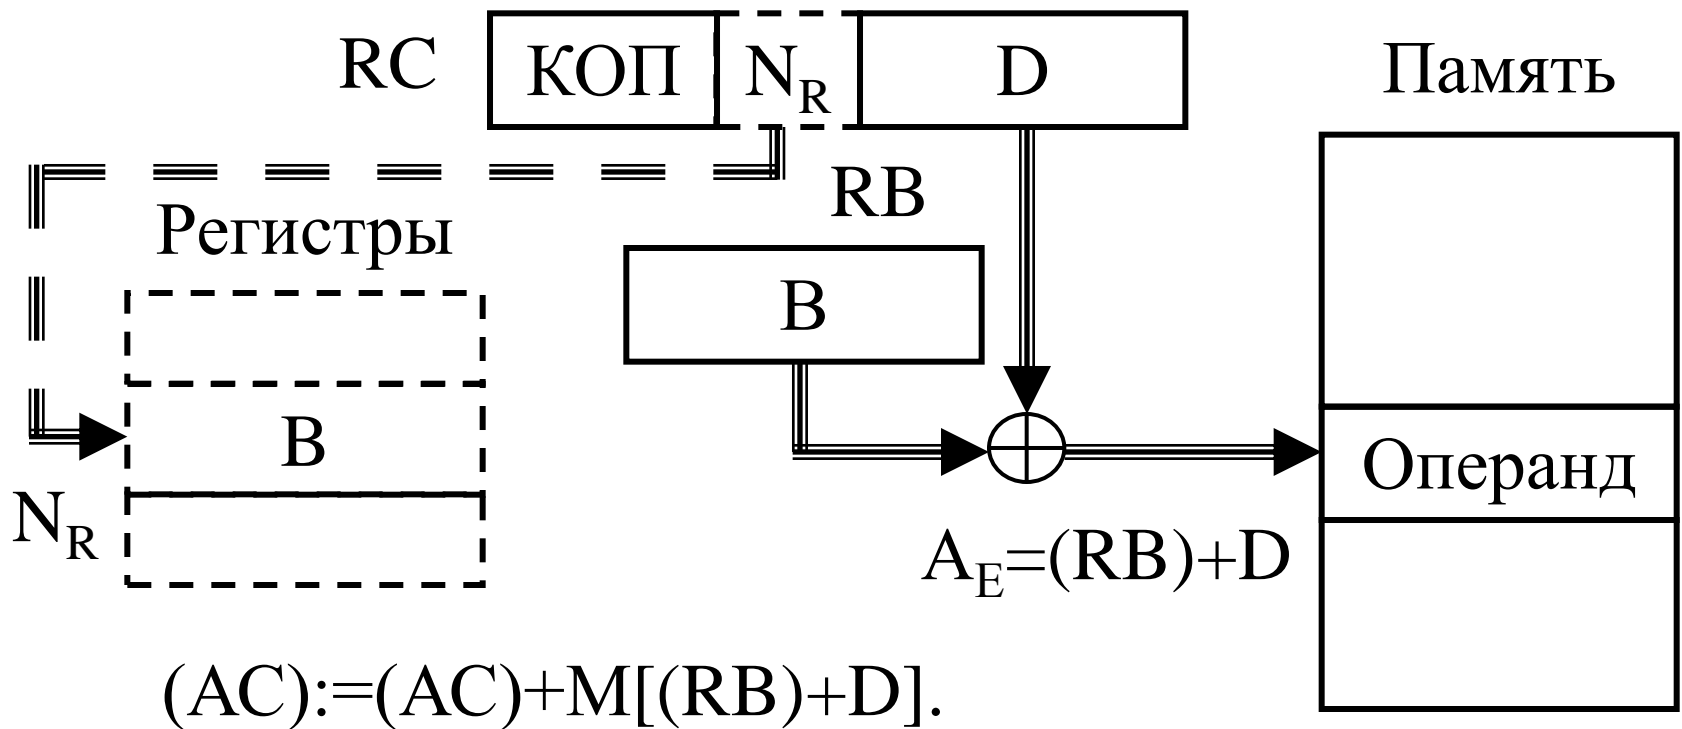 RC
КОП
N_R
D
Память
RB
Регистры
B
B
Операнд
N_R
A_E=(RB)+D
(AC):=(AC)+M[(RB)+D].